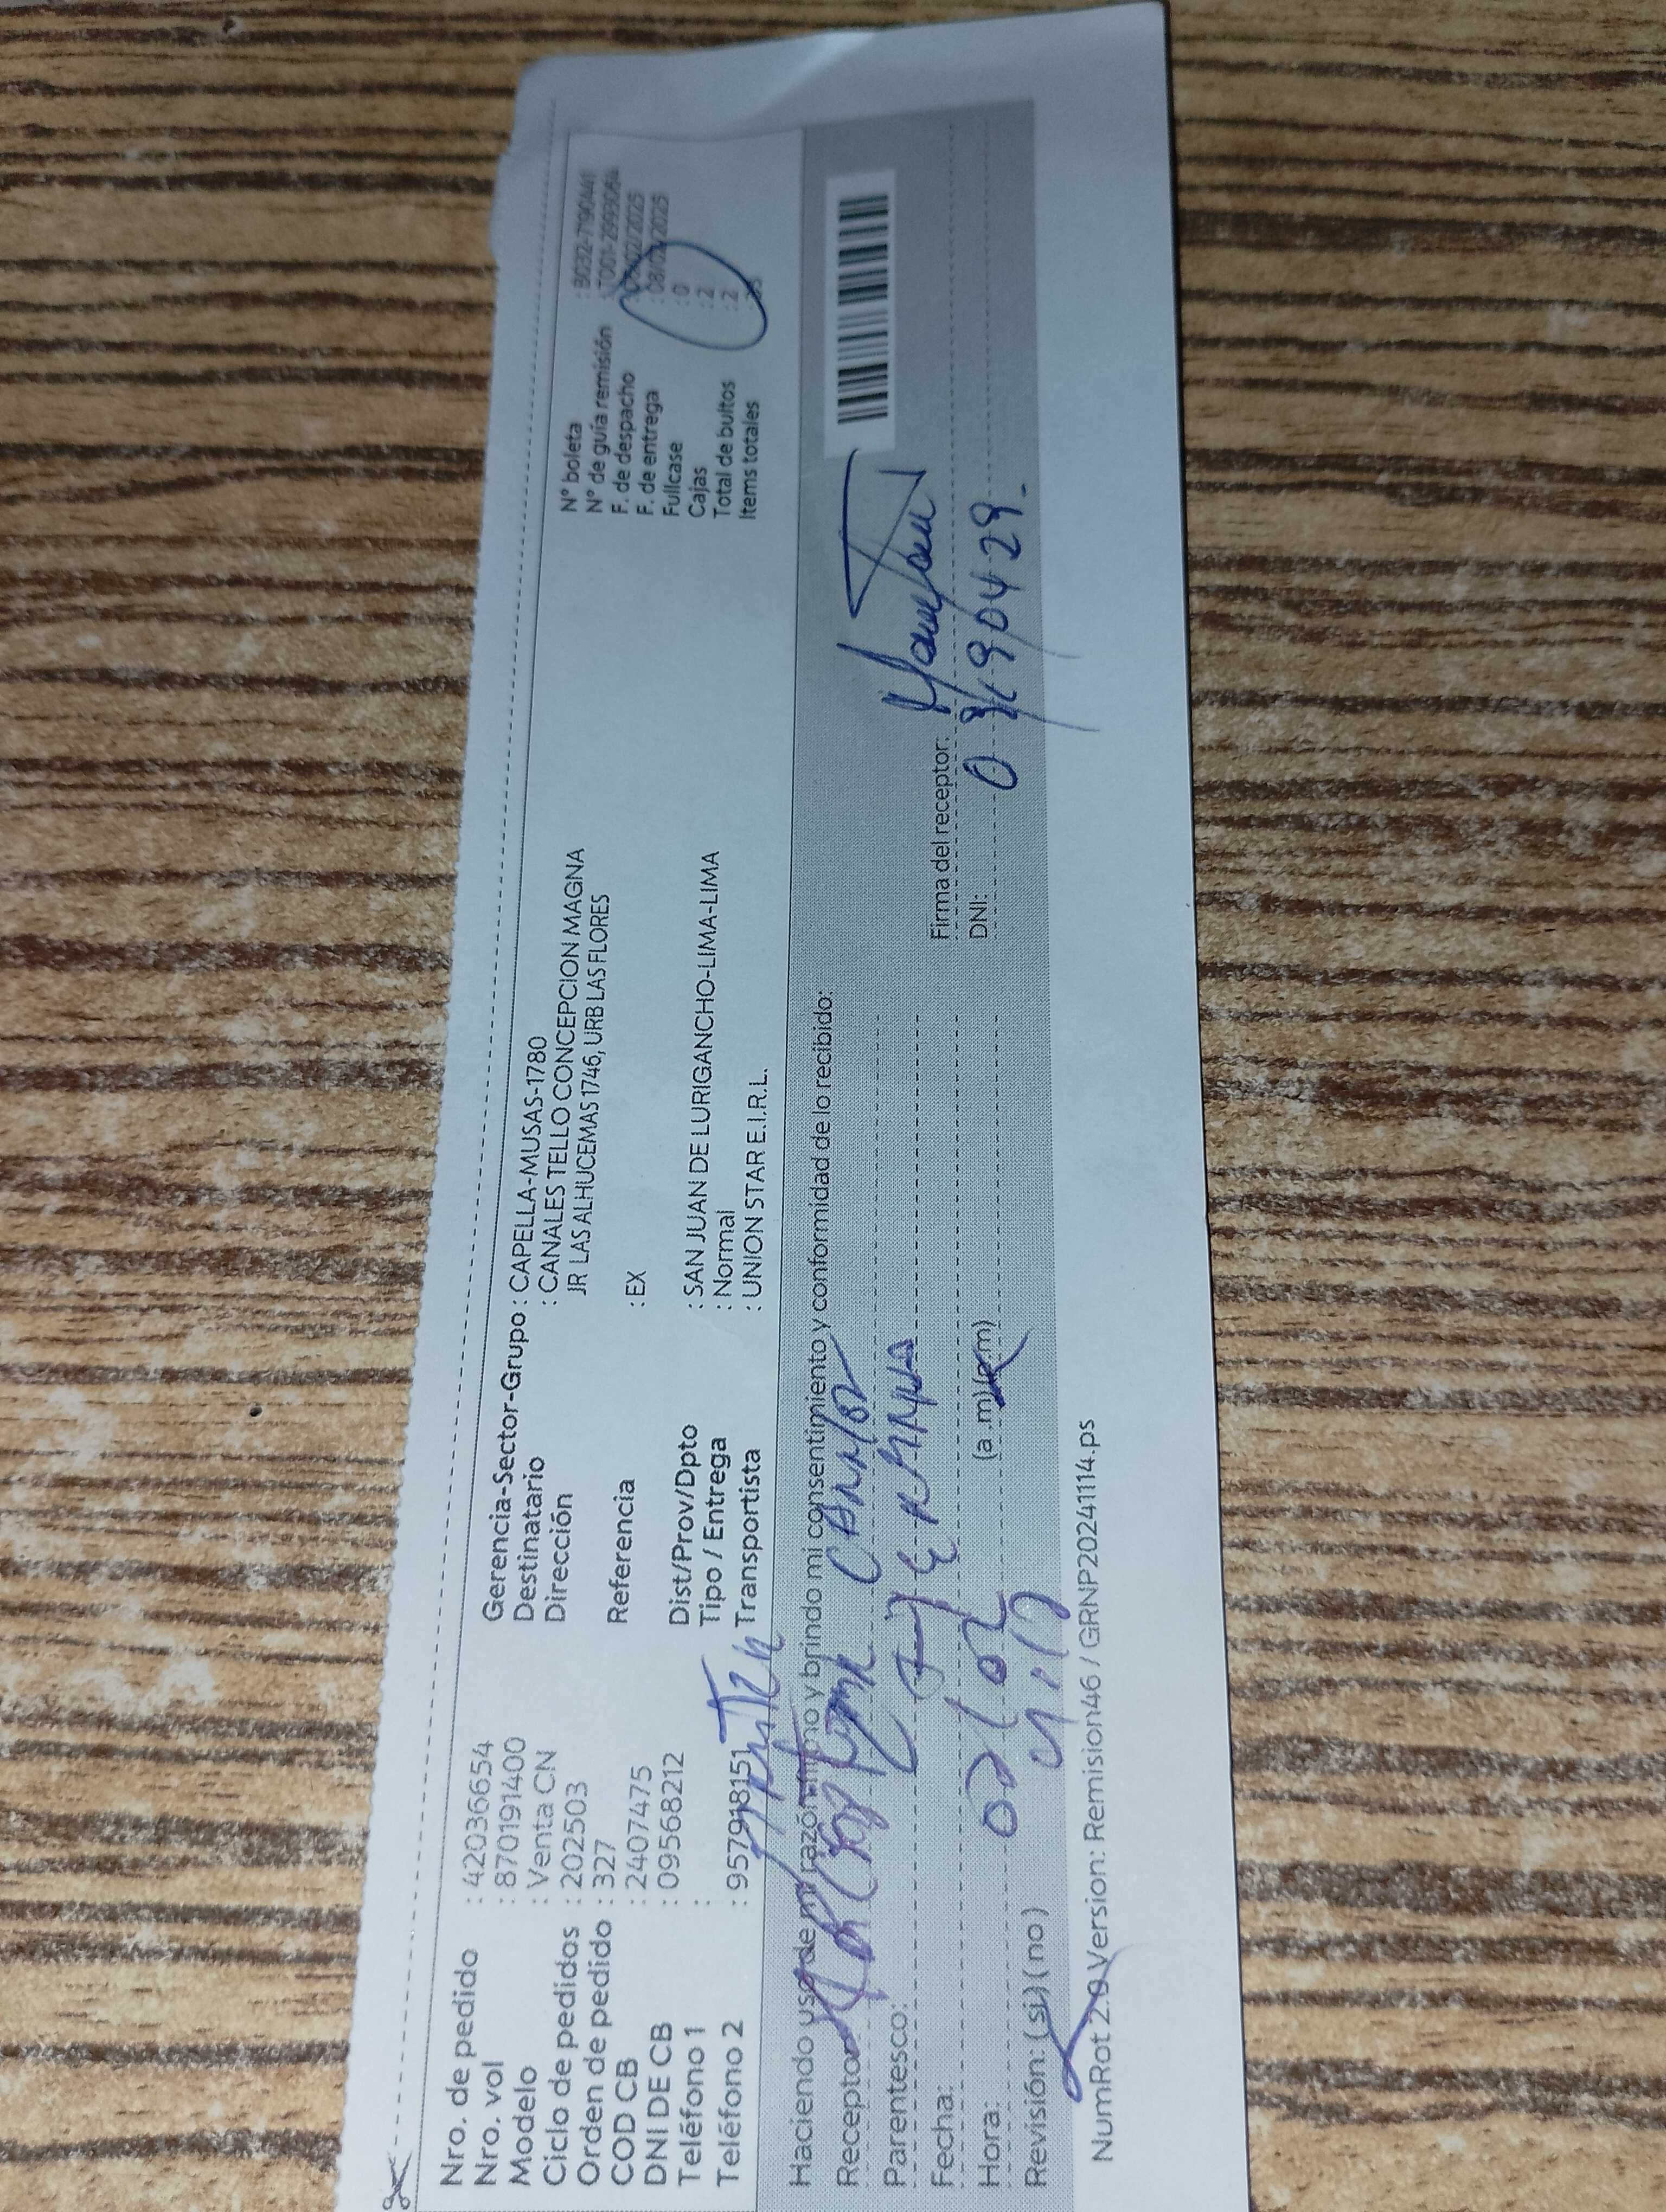 Nro. de pedido : 42036654
Nro. vol : 870191400
Modelo : Venta CN
Ciclo de pedidos : 202503
Orden de pedido : 327
COD CB : 2407475
DNI DE CB : 09568212
Teléfono 1 :
Teléfono 2 : 957918151
Gerencia-Sector-Grupo : CAPELLA-MUSAS-1780
Destinatario : CANALES TELLO CONCEPCION MAGNA
Dirección JR LAS ALHUCEMAS 1746, URB LAS FLORES
Referencia : EX
Dist/Prov/Dpto : SAN JUAN DE LURIGANCHO-LIMA-LIMA
Tipo / Entrega : Normal
Transportista : UNION STAR E.I.R.L.
N° boleta
N° de guía remisión
F. de despacho
F. de entrega
Fullcase : 0
Cajas : 2
Total de bultos : 2
Items totales
Haciendo uso de mi razón íntimo y brindo mi consentimiento y conformidad de lo recibido:
Receptor
Parentesco:
Fecha:
Hora: (a.m)(p.m)
Revisión: (si)(no)
Firma del receptor:
DNI:
NumRot 2.0 Version: Remision46 / GRNP20241114.ps